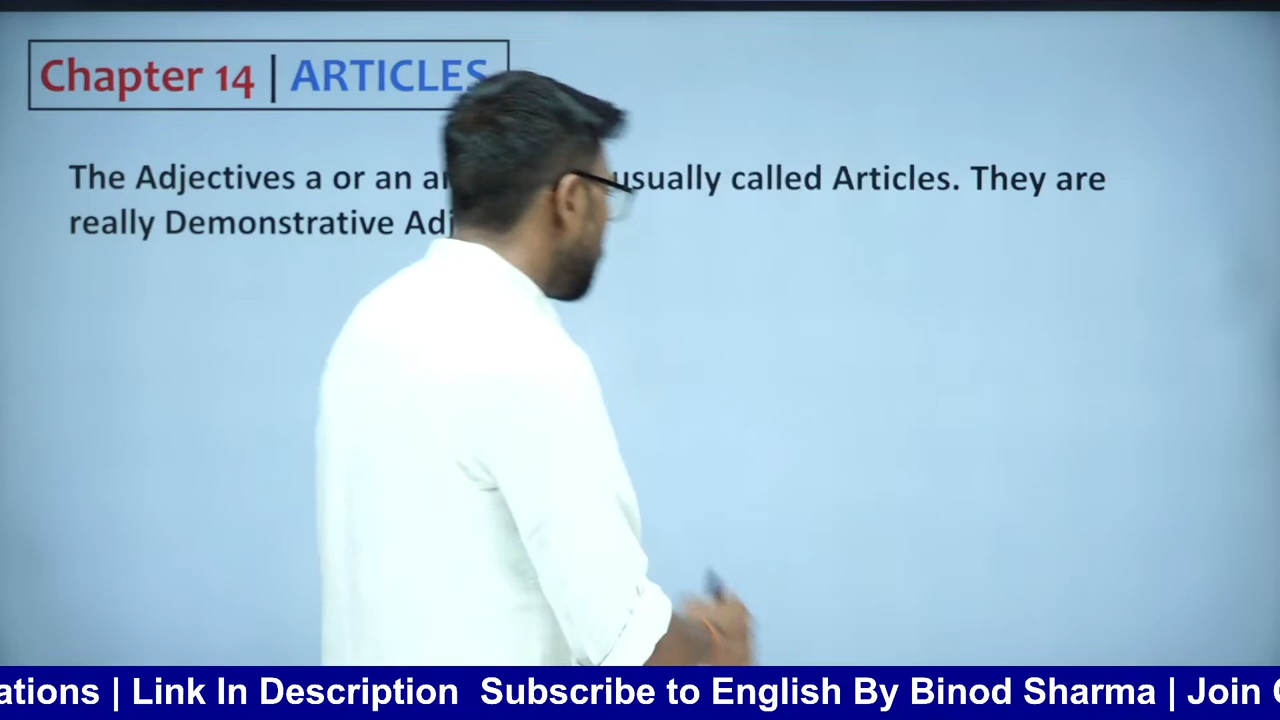 Chapter 14 | ARTICLES
The Adjectives a or an usually called Articles. They are
really Demonstrative
Link In Description Subscribe to English By Binod Sharma | Join